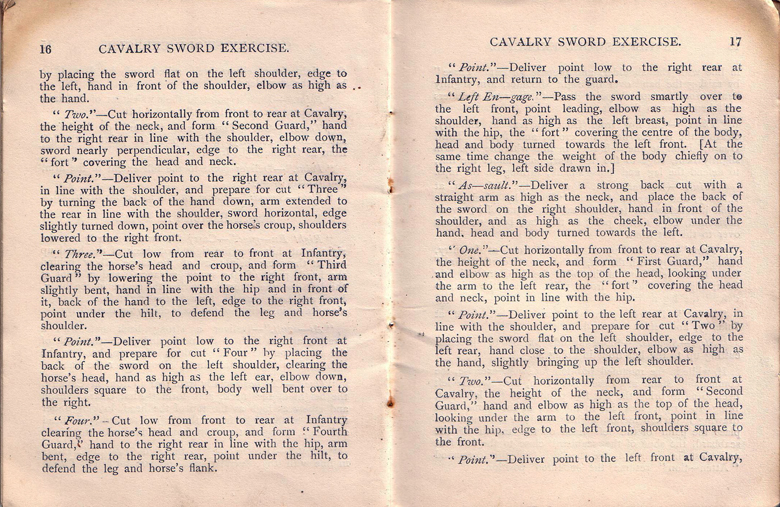 16 CAVALRY SWORD EXERCISE.
by placing the sword flat on the left shoulder, edge to
the left, hand in front of the shoulder, elbow as high as
the hand.
"Two."—Cut horizontally from front to rear at Cavalry,
the height of the neck, and form "Second Guard," hand
to the right rear in line with the shoulder, elbow down,
sword nearly perpendicular, edge to the right rear, the
"fort" covering the head and neck.
"Point."—Deliver point to the right rear at Cavalry,
in line with the shoulder, and prepare for cut "Three"
by turning the back of the hand down, arm extended to
the rear in line with the shoulder, sword horizontal, edge
slightly turned down, point over the horse's croup, shoulders
lowered to the right front.
"Three."—Cut low from rear to front at Infantry,
clearing the horse's head and croup, and form "Third
Guard" by lowering the point to the right front, arm
slightly bent, hand in line with the hip and in front of
it, back of the hand to the left, edge to the right front,
point under the hilt, to defend the leg and horse's
shoulder.
"Point."—Deliver point low to the right front at
Infantry, and prepare for cut "Four" by placing the
back of the sword on the left shoulder, clearing the
horse's head, hand as high as the left ear, elbow down,
shoulders square to the front, body well bent over to
the right.
"Four."—Cut low from front to rear at Infantry
clearing the horse's head and croup, and form "Fourth
Guard," hand to the right rear in line with the hip, arm
bent, edge to the right rear, point under the hilt, to
defend the leg and horse's flank.
CAVALRY SWORD EXERCISE. 17
"Point."—Deliver point low to the right rear at
Infantry, and return to the guard.
"Left En—gage."—Pass the sword smartly over to
the left front, point leading, elbow as high as the
shoulder, hand as high as the left breast, point in line
with the hip, the "fort" covering the centre of the body,
head and body turned towards the left front. [At the
same time change the weight of the body chiefly on to
the right leg, left side drawn in.]
"As—sault."—Deliver a strong back cut with a
straight arm as high as the neck, and place the back of
the sword on the right shoulder, hand in front of the
shoulder, and as high as the cheek, elbow under the
hand, head and body turned towards the left.
"One."—Cut horizontally from front to rear at Cavalry,
the height of the neck, and form "First Guard," hand
and elbow as high as the top of the head, looking under
the arm to the left rear, the "fort" covering the head
and neck, point in line with the hip.
"Point."—Deliver point to the left rear at Cavalry, in
line with the shoulder, and prepare for cut "Two" by
placing the sword flat on the left shoulder, edge to the
left rear, hand close to the shoulder, elbow as high as
the hand, slightly bringing up the left shoulder.
"Two."—Cut horizontally from rear to front at
Cavalry, the height of the neck, and form "Second
Guard," hand and elbow as high as the top of the head,
looking under the arm to the left front, point in line
with the hip, edge to the left front, shoulders square to
the front.
"Point."—Deliver point to the left front at Cavalry,